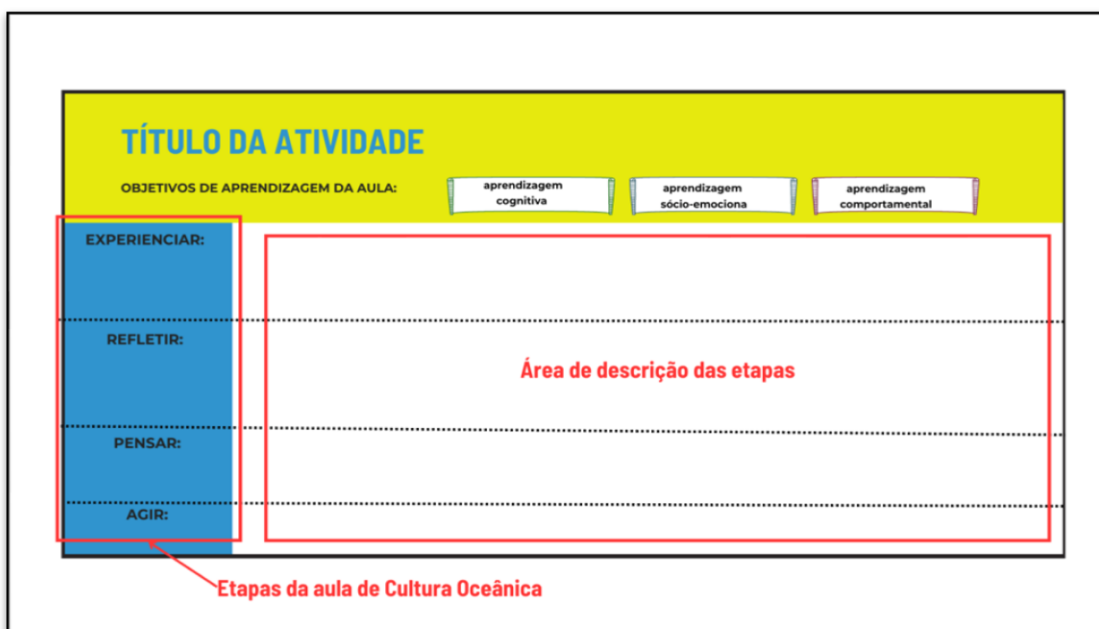 TÍTULO DA ATIVIDADE
OBJETIVOS DE APRENDIZAGEM DA AULA:
aprendizagem
cognitiva
aprendizagem
sócio-emociona
aprendizagem
comportamental
EXPERIENCIAR:
REFLETIR:
Área de descrição das etapas
PENSAR:
AGIR:
Etapas da aula de Cultura Oceânica